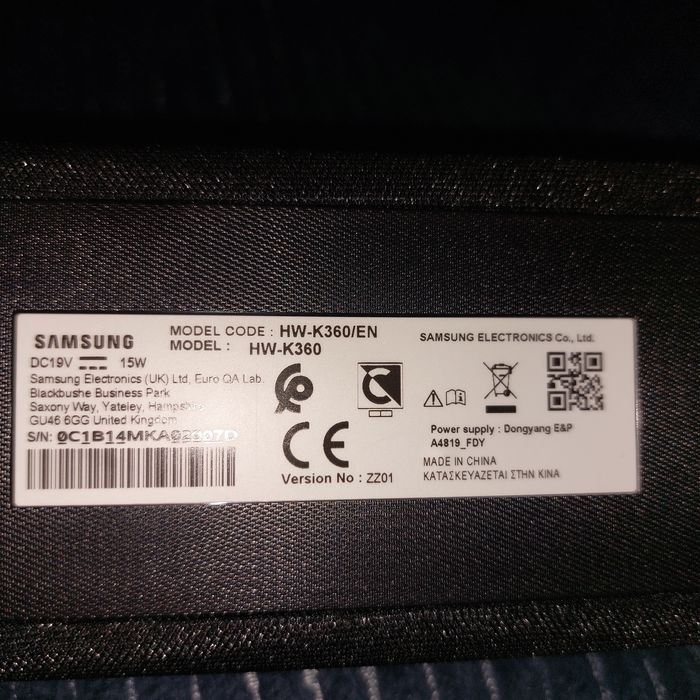 SAMSUNG
DC19V 15W
MODEL CODE : HW-K360/EN
MODEL : HW-K360
Samsung Electronics (UK) Ltd, Euro QA Lab.
Blackbushe Business Park
Saxony Way, Yateley, Hampshire
GU46 6GG United Kingdom
S/N:
CE
Version No : ZZ01
SAMSUNG ELECTRONICS Co., Ltd.
Power supply : Dongyang E&P
A4819_FDY
MADE IN CHINA
ΚΑΤΑΣΚΕΥΑΖΕΤΑΙ ΣΤΗΝ ΚΙΝΑ